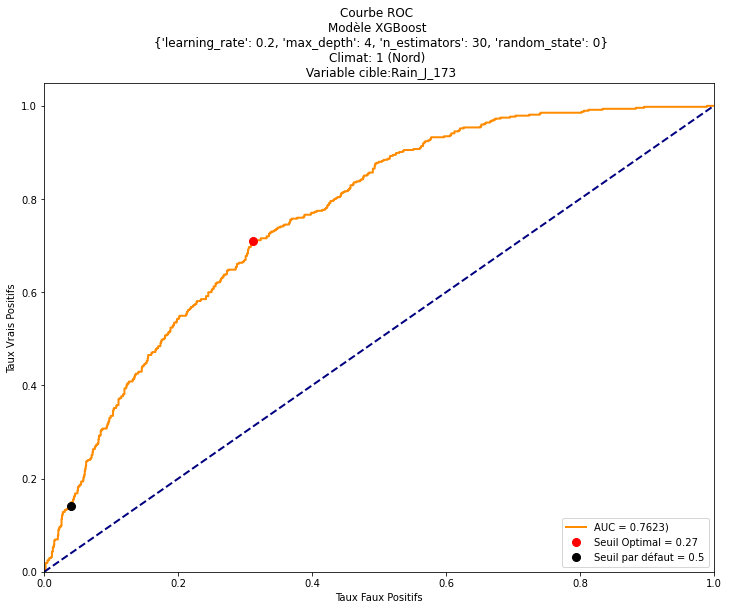 Courbe ROC
Modèle XGBoost
{'learning_rate': 0.2, 'max_depth': 4, 'n_estimators': 30, 'random_state': 0}
Climat: 1 (Nord)
Variable cible:Rain_J_173
Taux Vrais Positifs
1.0
0.8
0.6
0.4
0.2
0.0
0.0 0.2 0.4 0.6 0.8 1.0
Taux Faux Positifs
AUC = 0.7623)
Seuil Optimal = 0.27
Seuil par défaut = 0.5